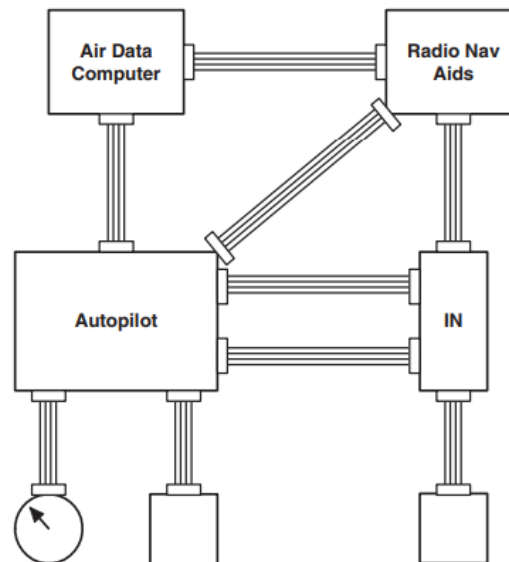 Air Data
Computer
Radio Nav
Aids
Autopilot
IN